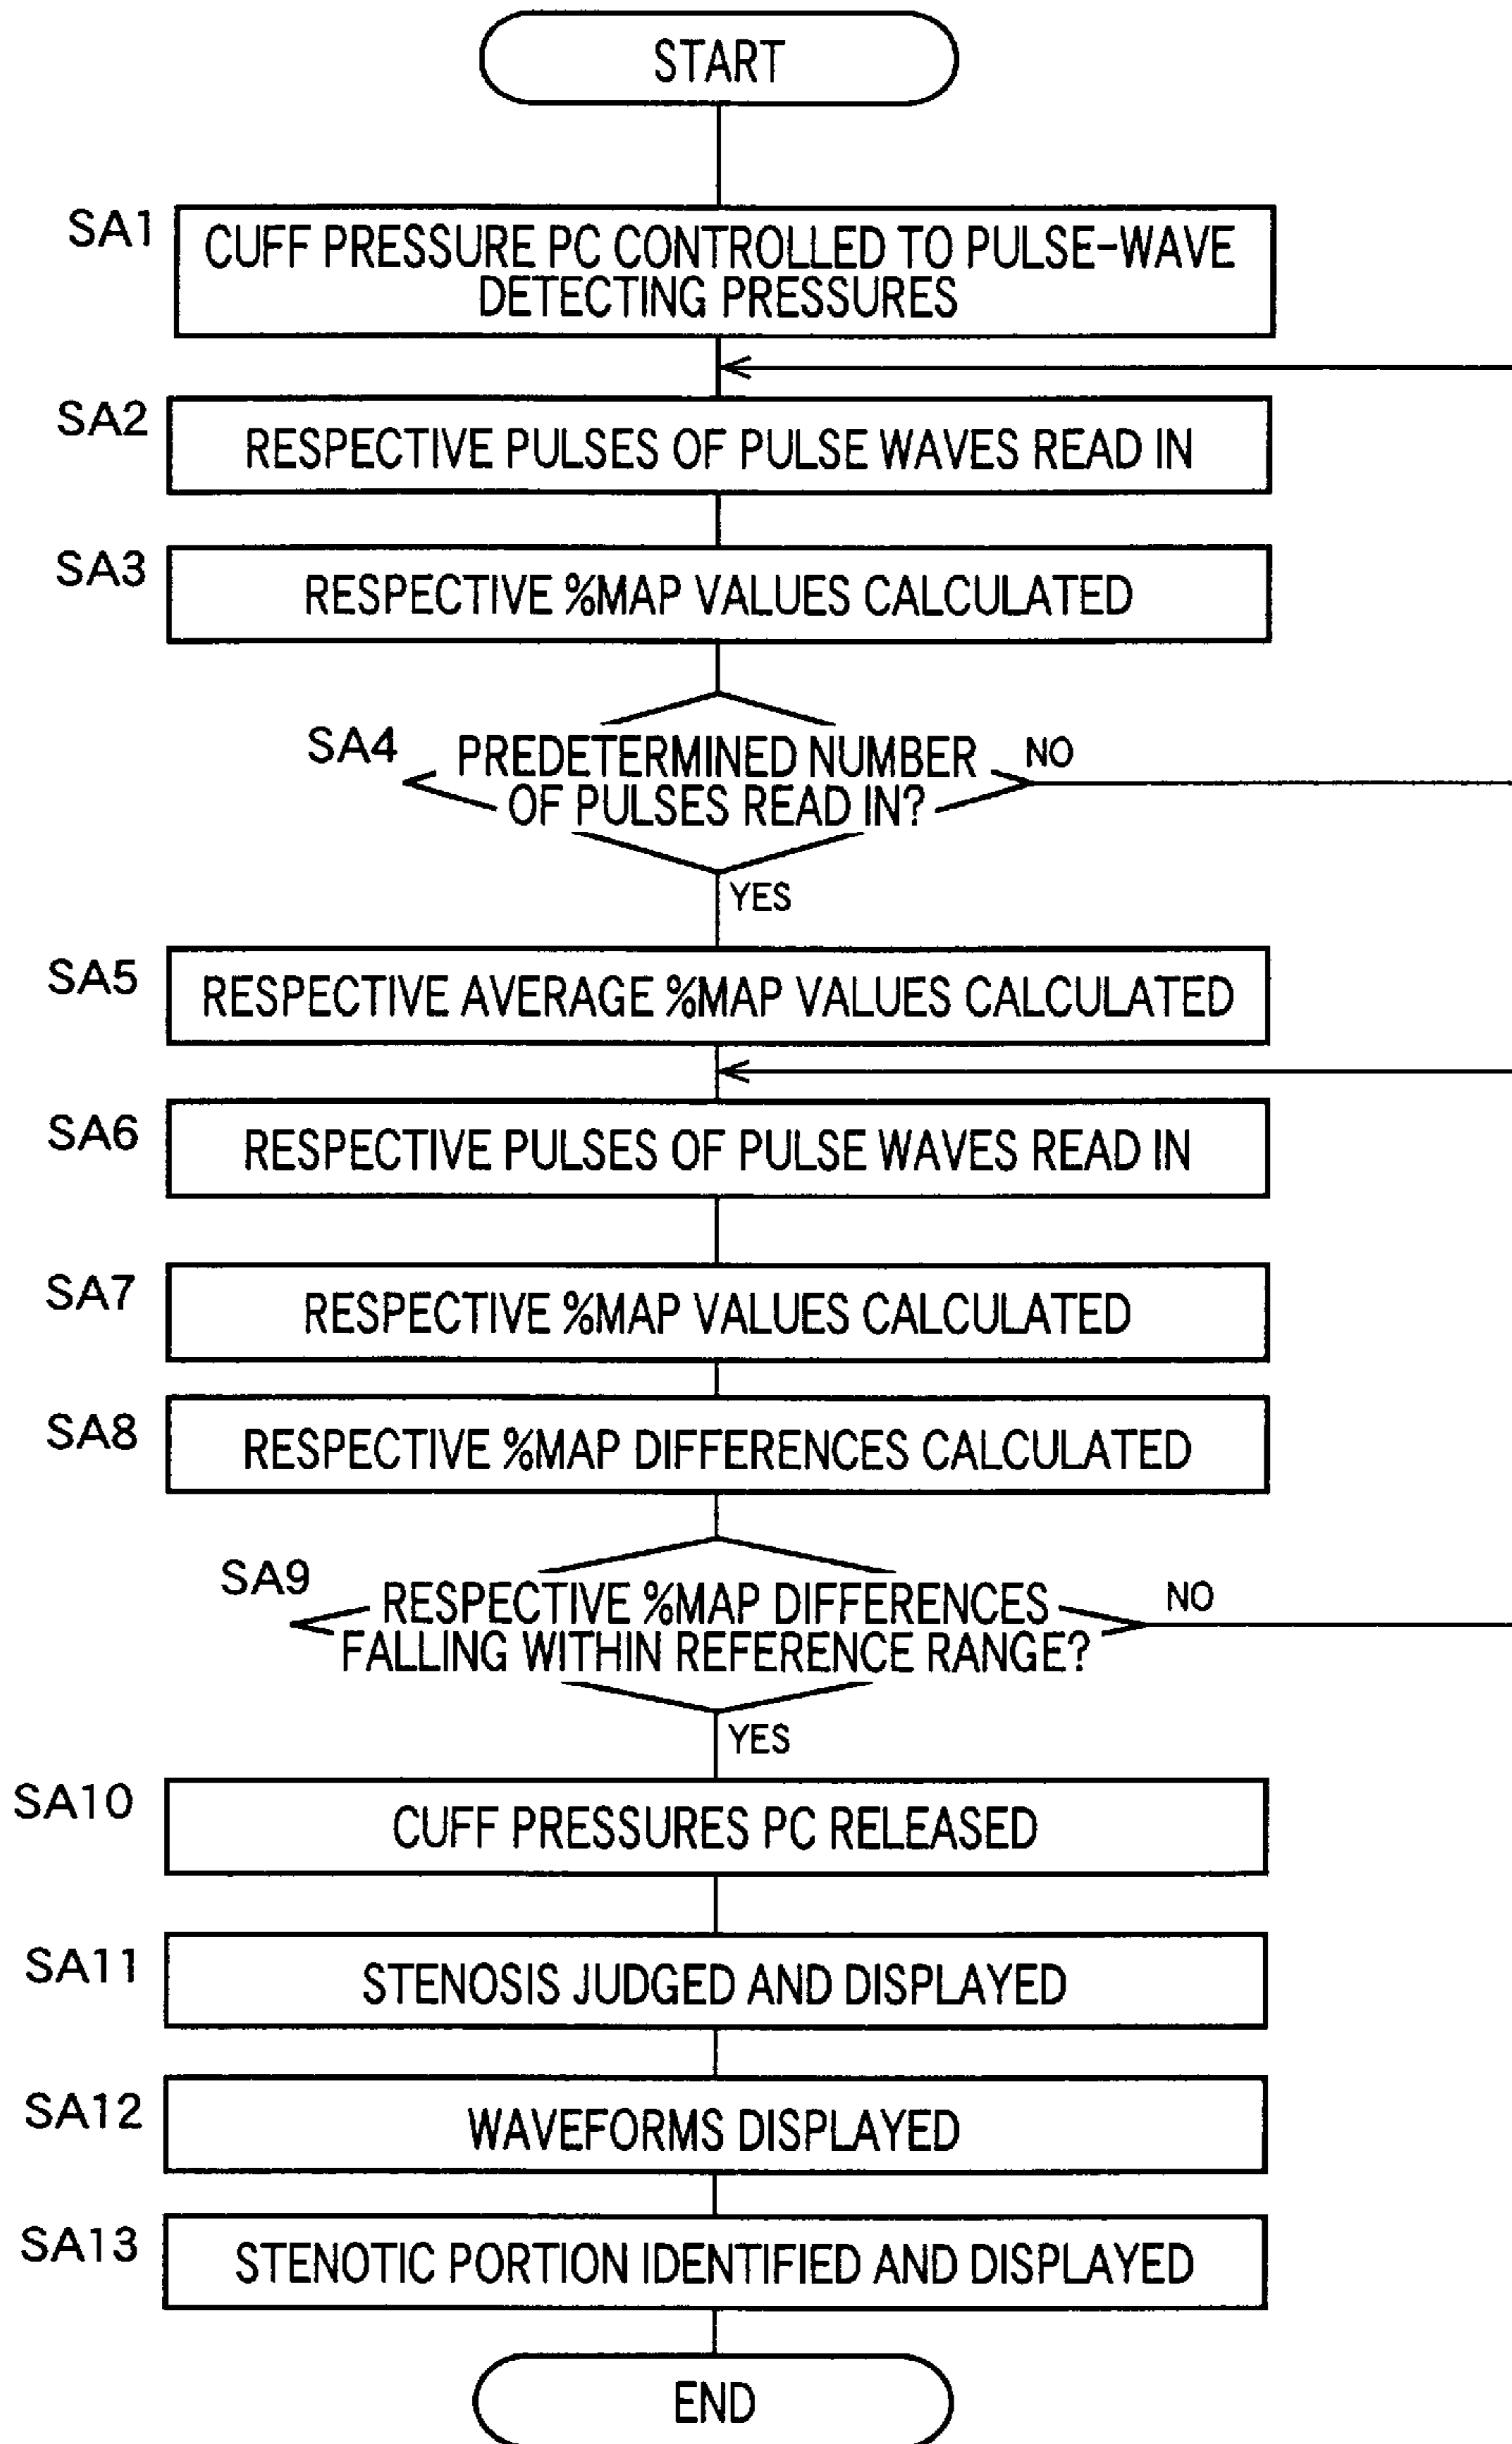 START
SA1
CUFF PRESSURE PC CONTROLLED TO PULSE-WAVE
DETECTING PRESSURES
SA2
RESPECTIVE PULSES OF PULSE WAVES READ IN
SA3
RESPECTIVE %MAP VALUES CALCULATED
SA4
PREDETERMINED NUMBER
OF PULSES READ IN?
NO
YES
SA5
RESPECTIVE AVERAGE %MAP VALUES CALCULATED
SA6
RESPECTIVE PULSES OF PULSE WAVES READ IN
SA7
RESPECTIVE %MAP VALUES CALCULATED
SA8
RESPECTIVE %MAP DIFFERENCES CALCULATED
SA9
RESPECTIVE %MAP DIFFERENCES
FALLING WITHIN REFERENCE RANGE?
NO
YES
SA10
CUFF PRESSURES PC RELEASED
SA11
STENOSIS JUDGED AND DISPLAYED
SA12
WAVEFORMS DISPLAYED
SA13
STENOTIC PORTION IDENTIFIED AND DISPLAYED
END